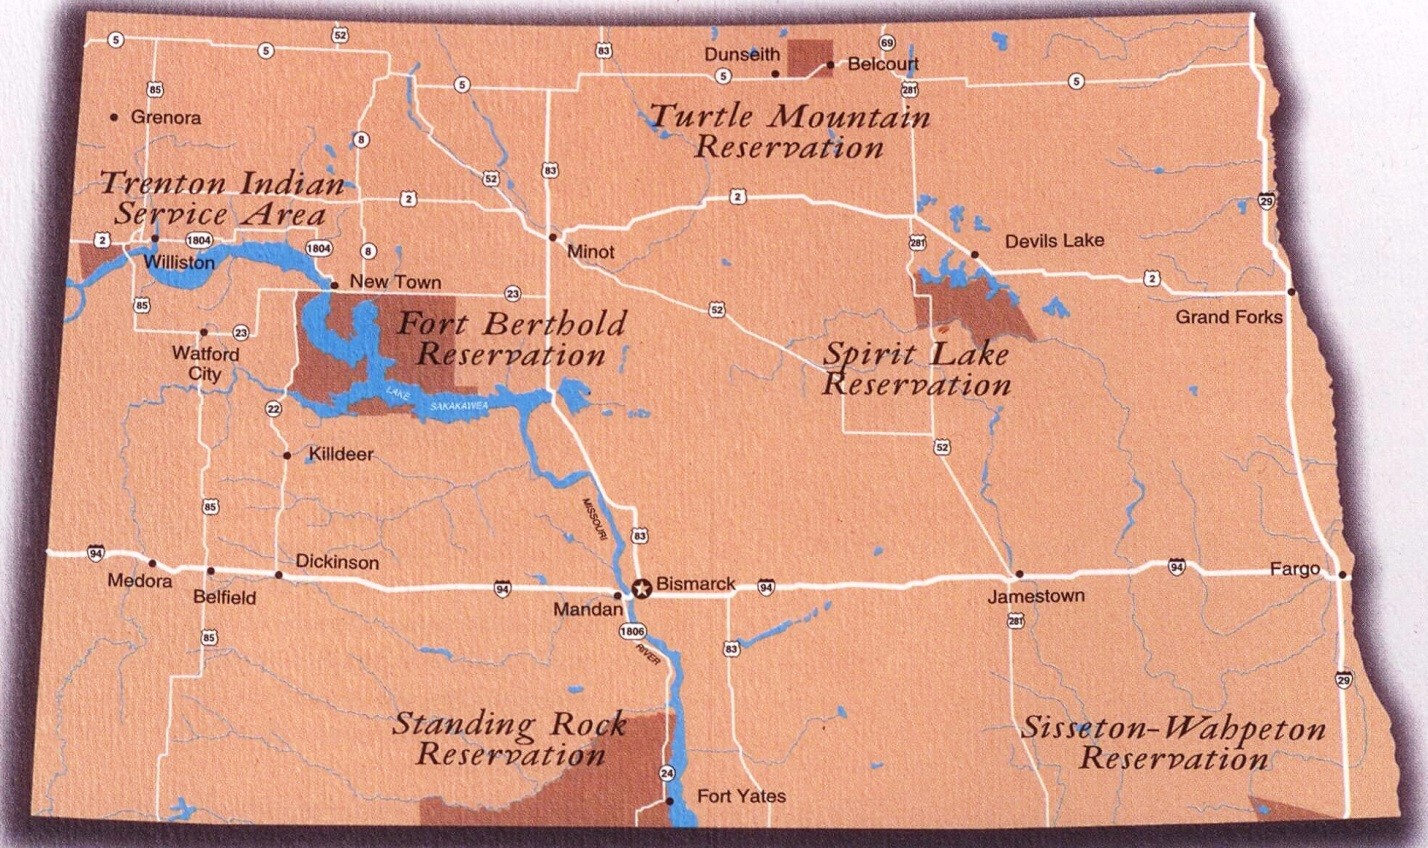 5
5
52
83
69
Dunseith
Belcourt
5
5
5
85
281
Grenora
8
Turtle Mountain
Reservation
52
83
Trenton Indian
Service Area
2
2
29
2
1804
1804
8
Minot
281
Devils Lake
Williston
New Town
23
2
85
52
Grand Forks
23
Fort Berthold
Reservation
Watford
City
Spirit Lake
Reservation
LAKE
SAKAKAWEA
22
Killdeer
52
85
MISSOURI
83
94
Medora
Belfield
Dickinson
94
Mandan
Bismarck
94
Jamestown
94
Fargo
1806
RIVER
85
83
281
29
Standing Rock
Reservation
Sisseton-Wahpeton
Reservation
24
Fort Yates